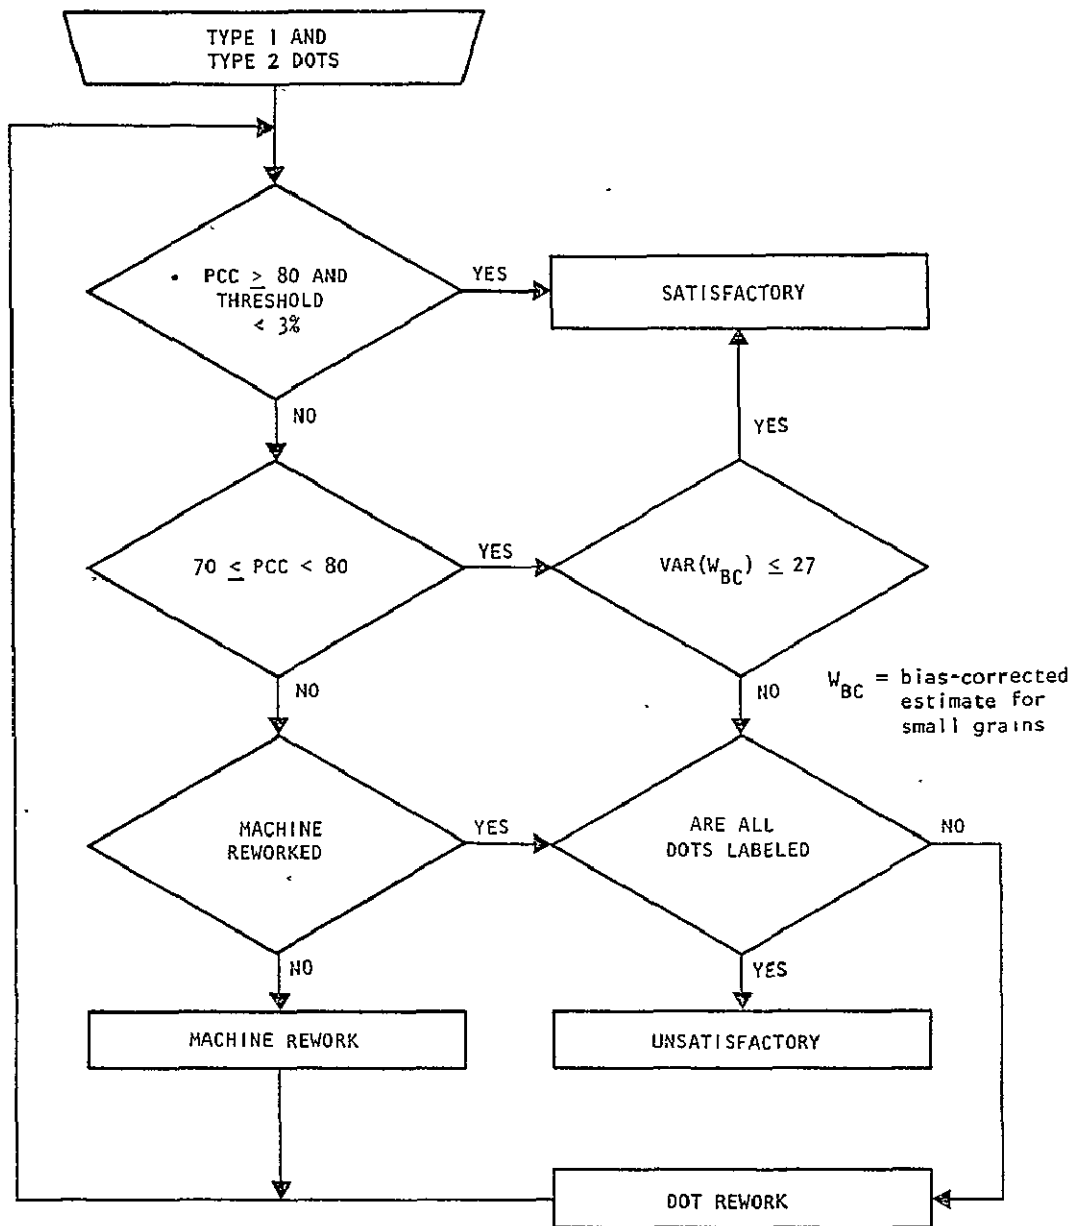 TYPE 1 AND
TYPE 2 DOTS
PCC ≥ 80 AND
THRESHOLD
< 3%
YES
SATISFACTORY
NO
YES
70 ≤ PCC < 80
YES
VAR(W_BC) ≤ 27
NO
NO
W_BC = bias-corrected
estimate for
small grains
MACHINE
REWORKED
YES
ARE ALL
DOTS LABELED
NO
NO
YES
MACHINE REWORK
UNSATISFACTORY
DOT REWORK